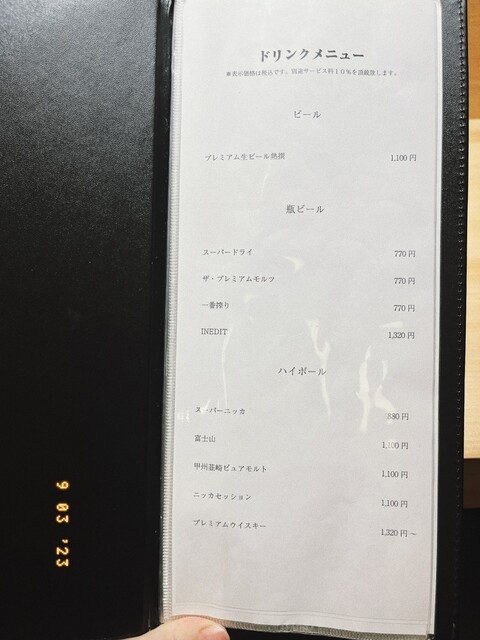 ドリンクメニュー
※表示価格は税込です。別途サービス料10%を頂戴致します。
ビール
プレミアム生ビール熟撰 1,100円
瓶ビール
スーパードライ 770円
ザ・プレミアムモルツ 770円
一番搾り 770円
INEDIT 1,320円
ハイボール
スーパーニッカ 880円
富士山 1,100円
甲州韮崎ピュアモルト 1,100円
ニッカセッション 1,100円
プレミアムウイスキー 1,320円～
9 03 '23